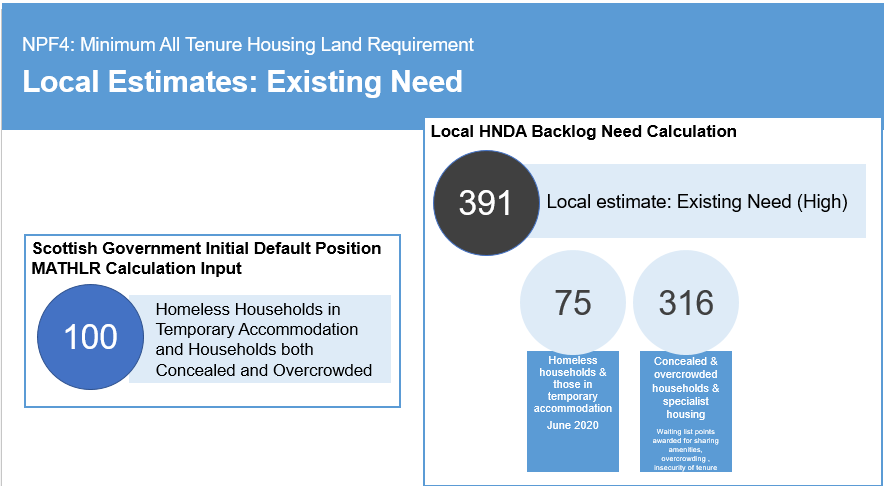 NPF4: Minimum All Tenure Housing Land Requirement
Local Estimates: Existing Need
Scottish Government Initial Default Position
MATHLR Calculation Input
100
Homeless Households in
Temporary Accommodation
and Households both
Concealed and Overcrowded
Local HNDA Backlog Need Calculation
391
Local estimate: Existing Need (High)
75
Homeless
households &
those in
temporary
accommodation
June 2020
316
Concealed &
overcrowded
households &
specialist
housing
Waiting list points
awarded for sharing
amenities,
overcrowding ,
insecurity of tenure